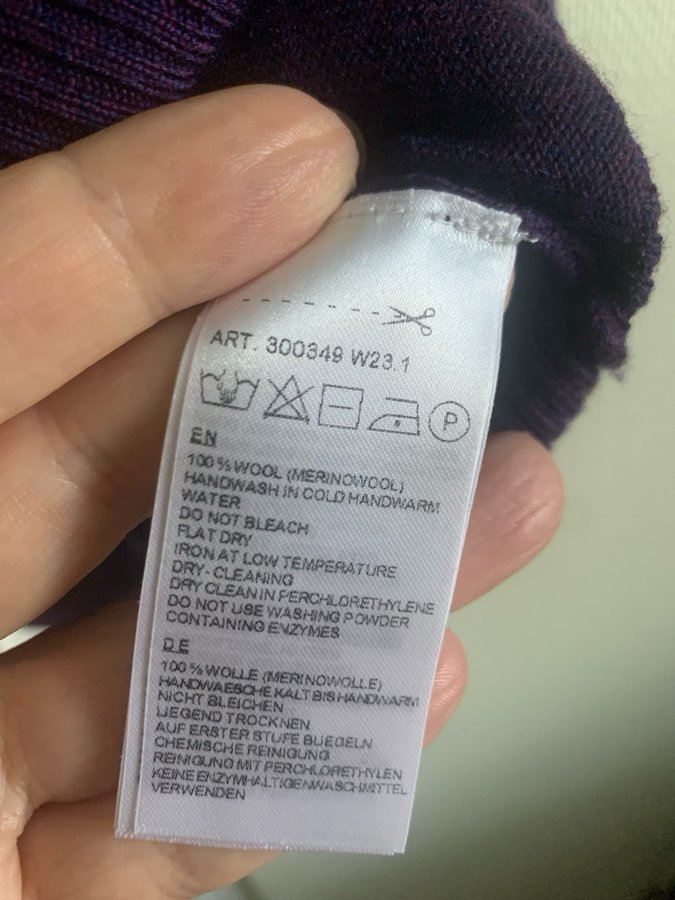 ART. 300349 W23.1
P
EN
100 % WOOL (MERINOWOOL)
HANDWASH IN COLD HANDWARM
WATER
DO NOT BLEACH
FLAT DRY
IRON AT LOW TEMPERATURE
DRY-CLEANING
DRY CLEAN IN PERCHLORETHYLENE
DO NOT USE WASHING POWDER
CONTAINING ENZYMES
DE
100 % WOLLE (MERINOWOLLE)
HANDWAESCHE KALT BIS HANDWARM
NICHT BLEICHEN
LIEGEND TROCKNEN
AUF ERSTER STUFE BUEGELN
CHEMISCHE REINIGUNG
REINIGUNG MIT PERCHLORETHYLEN
KEINE ENZYMHALTIGEN WASCHMITTEL
VERWENDEN